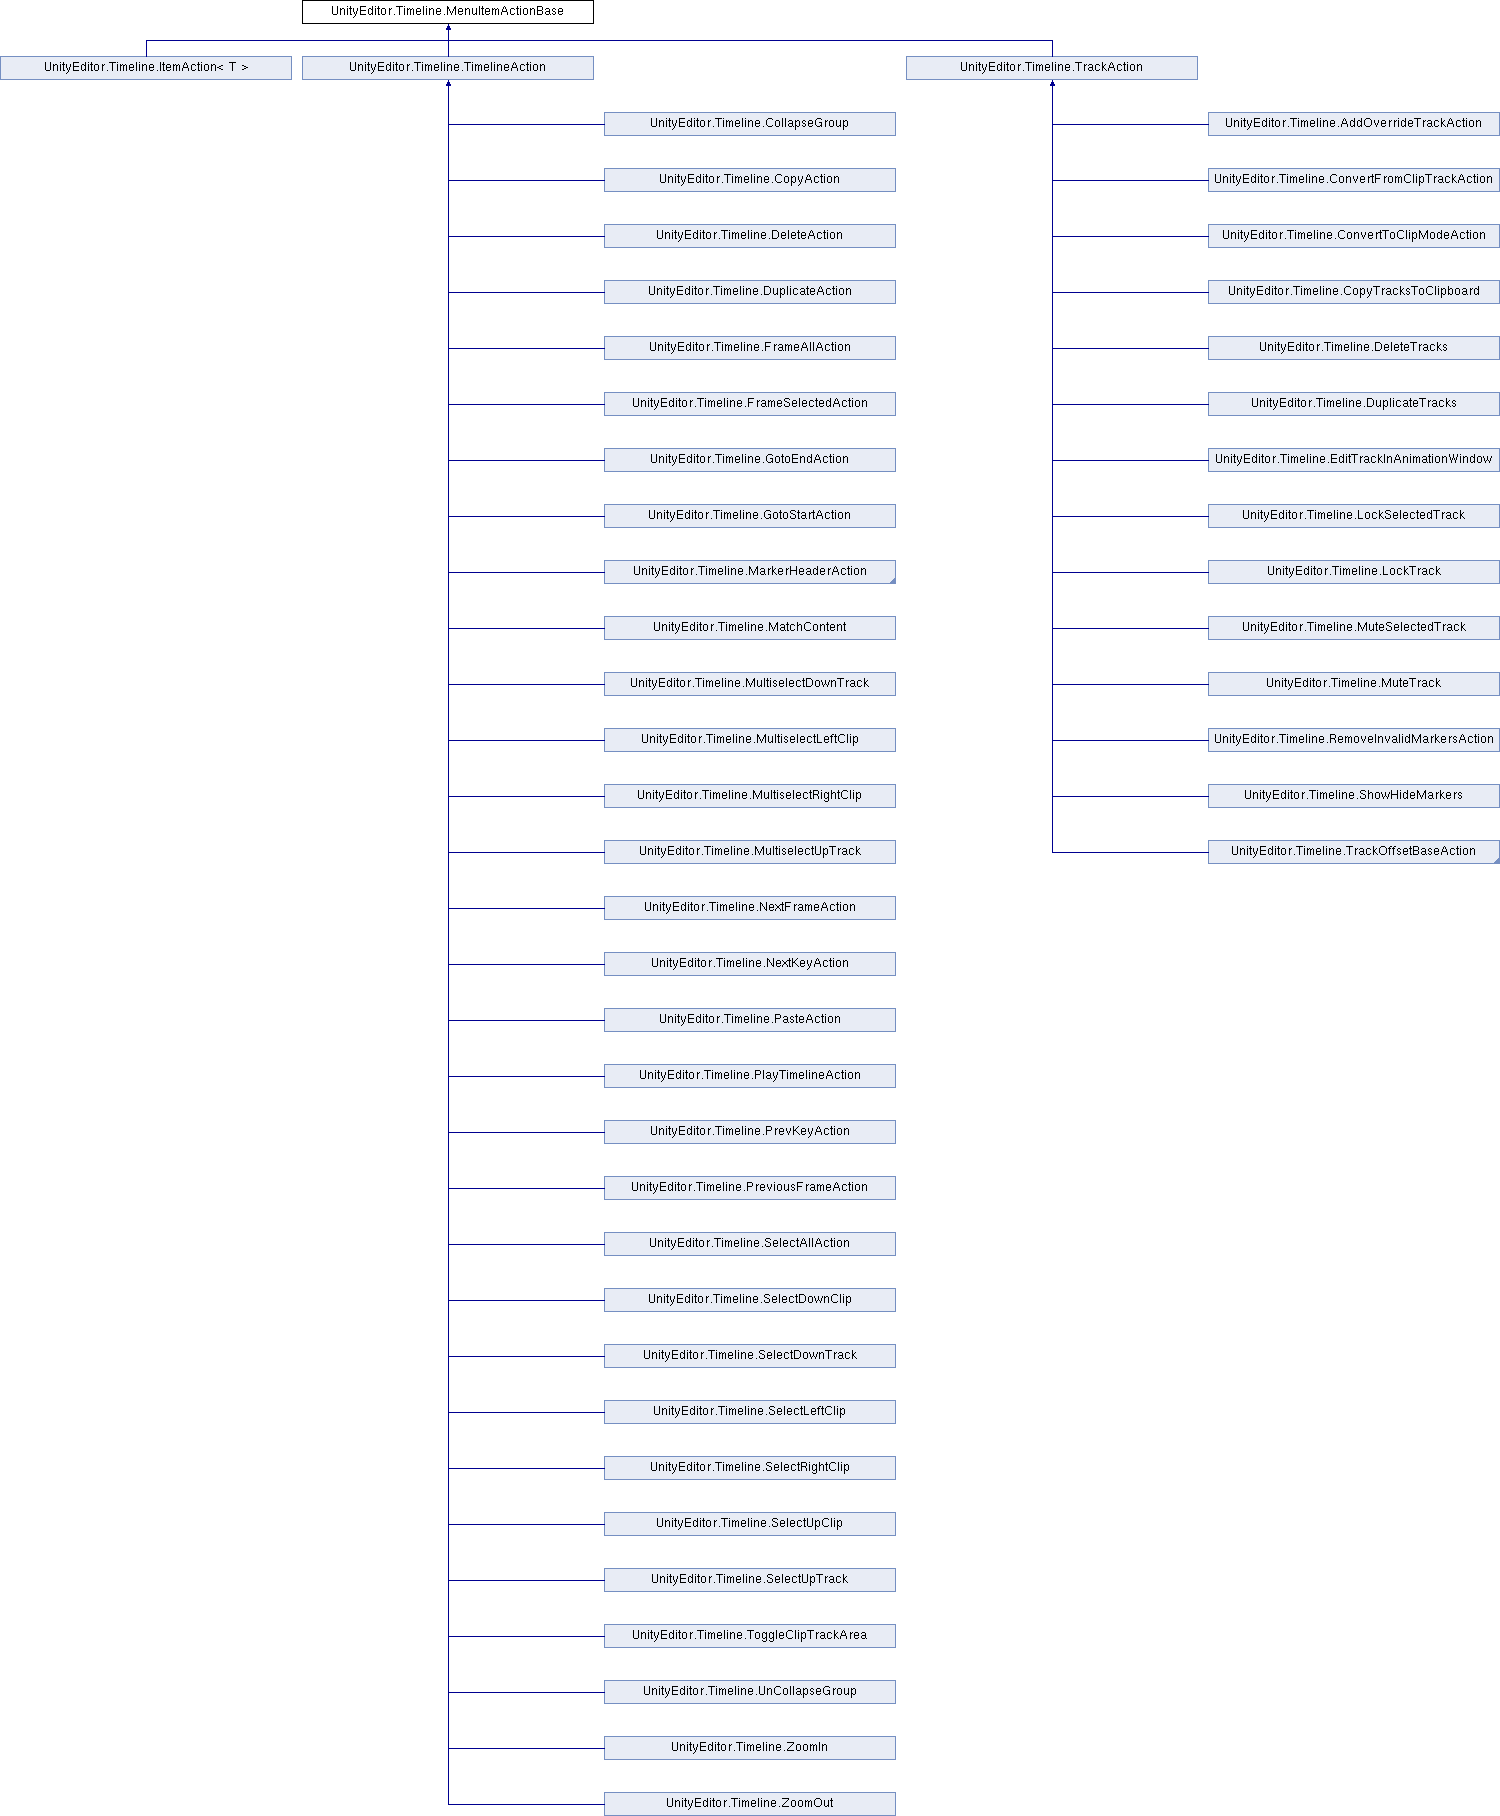 UnityEditor.Timeline.MenuItemActionBase
UnityEditor.Timeline.ItemAction< T >
UnityEditor.Timeline.TimelineAction
UnityEditor.Timeline.TrackAction
UnityEditor.Timeline.CollapseGroup
UnityEditor.Timeline.AddOverrideTrackAction
UnityEditor.Timeline.CopyAction
UnityEditor.Timeline.ConvertFromClipTrackAction
UnityEditor.Timeline.DeleteAction
UnityEditor.Timeline.ConvertToClipModeAction
UnityEditor.Timeline.DuplicateAction
UnityEditor.Timeline.CopyTracksToClipboard
UnityEditor.Timeline.FrameAllAction
UnityEditor.Timeline.DeleteTracks
UnityEditor.Timeline.FrameSelectedAction
UnityEditor.Timeline.DuplicateTracks
UnityEditor.Timeline.GotoEndAction
UnityEditor.Timeline.EditTrackInAnimationWindow
UnityEditor.Timeline.GotoStartAction
UnityEditor.Timeline.LockSelectedTrack
UnityEditor.Timeline.MarkerHeaderAction
UnityEditor.Timeline.LockTrack
UnityEditor.Timeline.MatchContent
UnityEditor.Timeline.MuteSelectedTrack
UnityEditor.Timeline.MultiselectDownTrack
UnityEditor.Timeline.MuteTrack
UnityEditor.Timeline.MultiselectLeftClip
UnityEditor.Timeline.RemoveInvalidMarkersAction
UnityEditor.Timeline.MultiselectRightClip
UnityEditor.Timeline.ShowHideMarkers
UnityEditor.Timeline.MultiselectUpTrack
UnityEditor.Timeline.TrackOffsetBaseAction
UnityEditor.Timeline.NextFrameAction
UnityEditor.Timeline.NextKeyAction
UnityEditor.Timeline.PasteAction
UnityEditor.Timeline.PlayTimelineAction
UnityEditor.Timeline.PrevKeyAction
UnityEditor.Timeline.PreviousFrameAction
UnityEditor.Timeline.SelectAllAction
UnityEditor.Timeline.SelectDownClip
UnityEditor.Timeline.SelectDownTrack
UnityEditor.Timeline.SelectLeftClip
UnityEditor.Timeline.SelectRightClip
UnityEditor.Timeline.SelectUpClip
UnityEditor.Timeline.SelectUpTrack
UnityEditor.Timeline.ToggleClipTrackArea
UnityEditor.Timeline.UnCollapseGroup
UnityEditor.Timeline.ZoomIn
UnityEditor.Timeline.ZoomOut